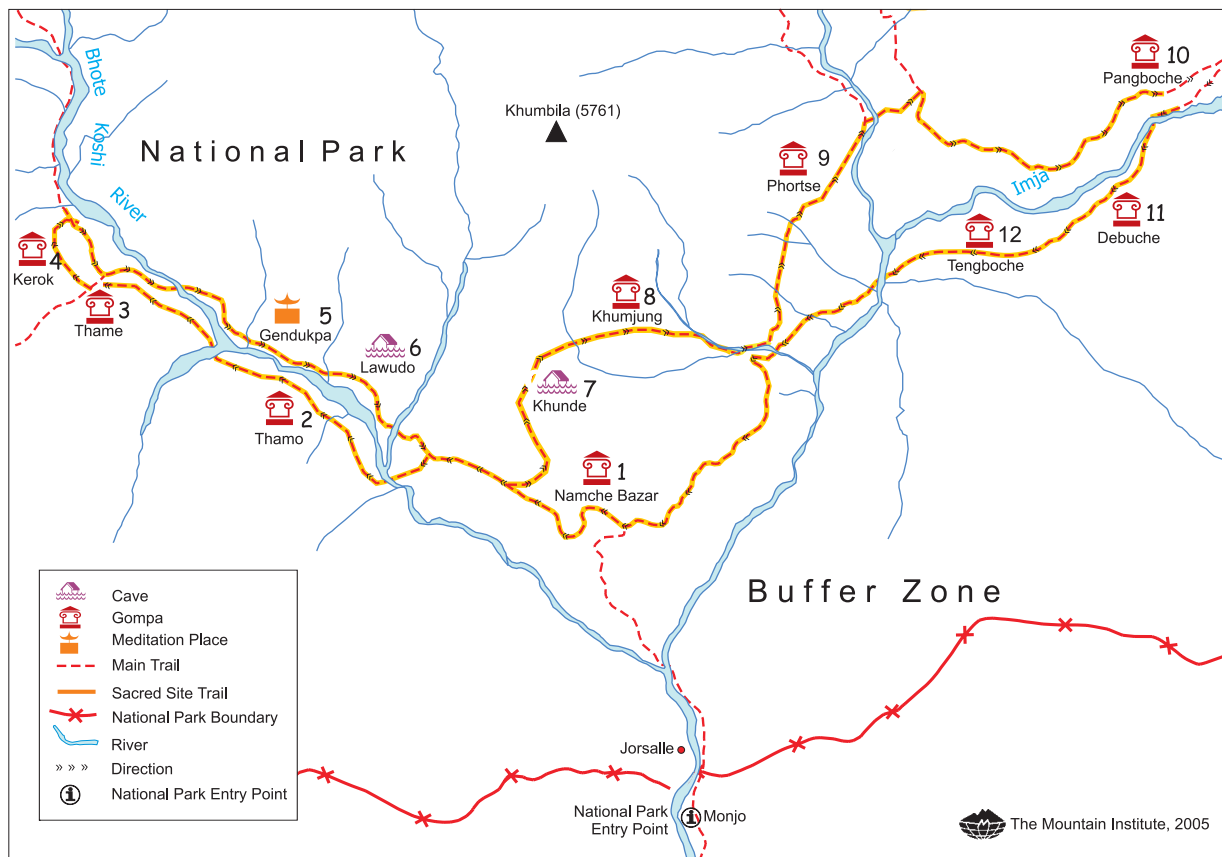 Bhote
Koshi
River
National Park
Khumbila (5761)
10
Pangboche
9
Phortse
Imja
11
Debuche
12
Tengboche
4
Kerok
3
Thame
5
Gendukpa
6
Lawudo
8
Khumjung
7
Khunde
2
Thamo
1
Namche Bazar
Buffer Zone
Cave
Gompa
Meditation Place
Main Trail
Sacred Site Trail
National Park Boundary
River
Direction
National Park Entry Point
Jorsalle
National Park
Entry Point
Monjo
The Mountain Institute, 2005